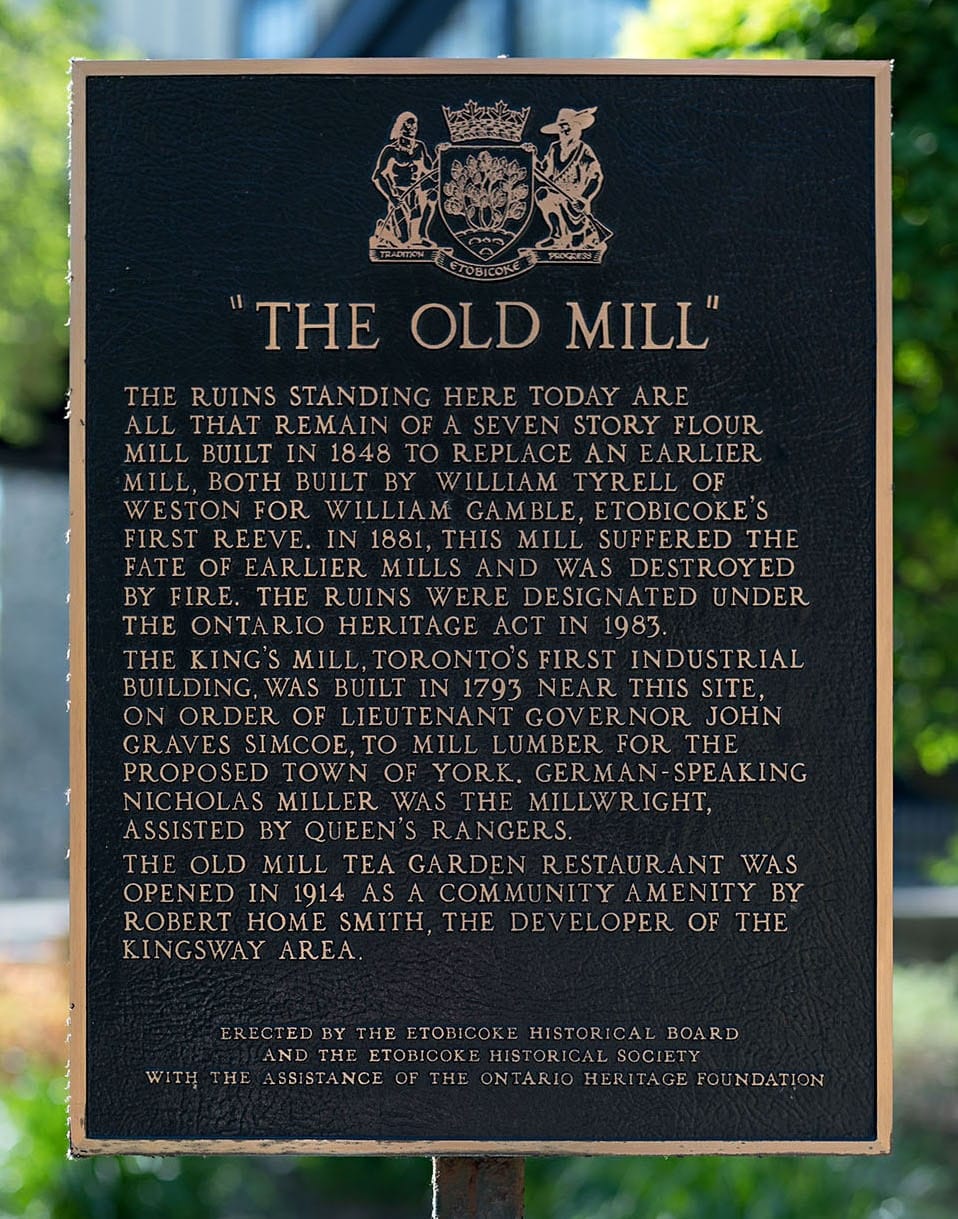 TRADITION
ETOBICOKE
PROGRESS
"THE OLD MILL"
THE RUINS STANDING HERE TODAY ARE
ALL THAT REMAIN OF A SEVEN STORY FLOUR
MILL BUILT IN 1848 TO REPLACE AN EARLIER
MILL, BOTH BUILT BY WILLIAM TYRELL OF
WESTON FOR WILLIAM GAMBLE, ETOBICOKE'S
FIRST REEVE. IN 1881, THIS MILL SUFFERED THE
FATE OF EARLIER MILLS AND WAS DESTROYED
BY FIRE. THE RUINS WERE DESIGNATED UNDER
THE ONTARIO HERITAGE ACT IN 1983.
THE KING'S MILL, TORONTO'S FIRST INDUSTRIAL
BUILDING, WAS BUILT IN 1793 NEAR THIS SITE,
ON ORDER OF LIEUTENANT GOVERNOR JOHN
GRAVES SIMCOE, TO MILL LUMBER FOR THE
PROPOSED TOWN OF YORK. GERMAN-SPEAKING
NICHOLAS MILLER WAS THE MILLWRIGHT,
ASSISTED BY QUEEN'S RANGERS.
THE OLD MILL TEA GARDEN RESTAURANT WAS
OPENED IN 1914 AS A COMMUNITY AMENITY BY
ROBERT HOME SMITH, THE DEVELOPER OF THE
KINGSWAY AREA.
ERECTED BY THE ETOBICOKE HISTORICAL BOARD
AND THE ETOBICOKE HISTORICAL SOCIETY
WITH THE ASSISTANCE OF THE ONTARIO HERITAGE FOUNDATION